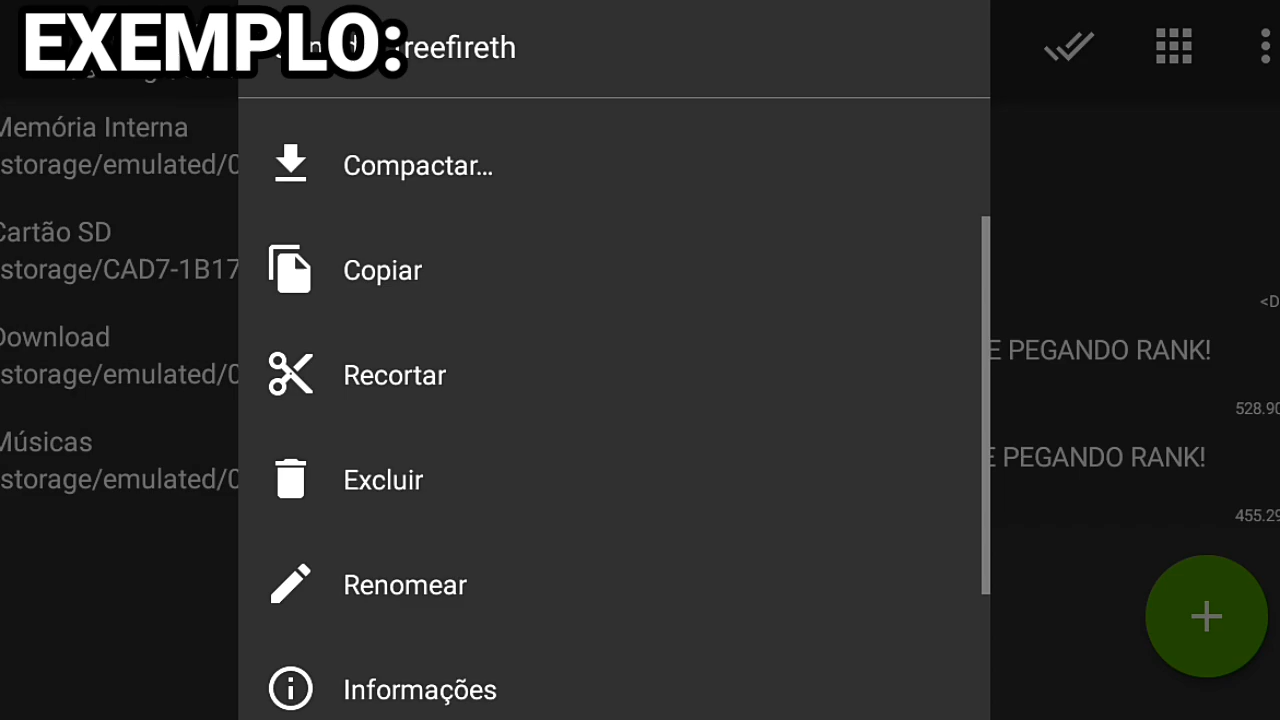 EXEMPLO:
reefireth
Memória Interna
storage/emulated/0
Cartão SD
storage/CAD7-1B17
Download
storage/emulated/0
Músicas
storage/emulated/0
Compactar...
Copiar
Recortar
Excluir
Renomear
Informações
<D
E PEGANDO RANK!
528.90
E PEGANDO RANK!
455.29